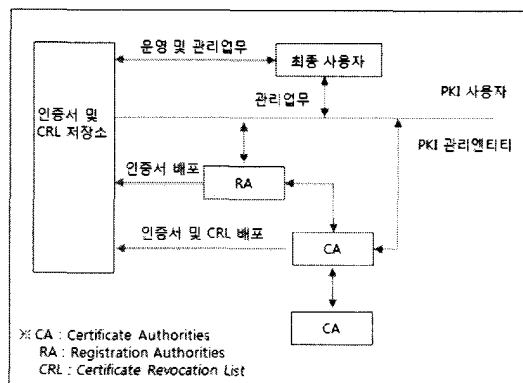 운영 및 관리업무
최종 사용자
관리업무
PKI 사용자
인증서 및
CRL 저장소
PKI 관리엔티티
인증서 배포
RA
인증서 및 CRL 배포
CA
CA
※ CA : Certificate Authorities
RA : Registration Authorities
CRL : Certificate Revocation List